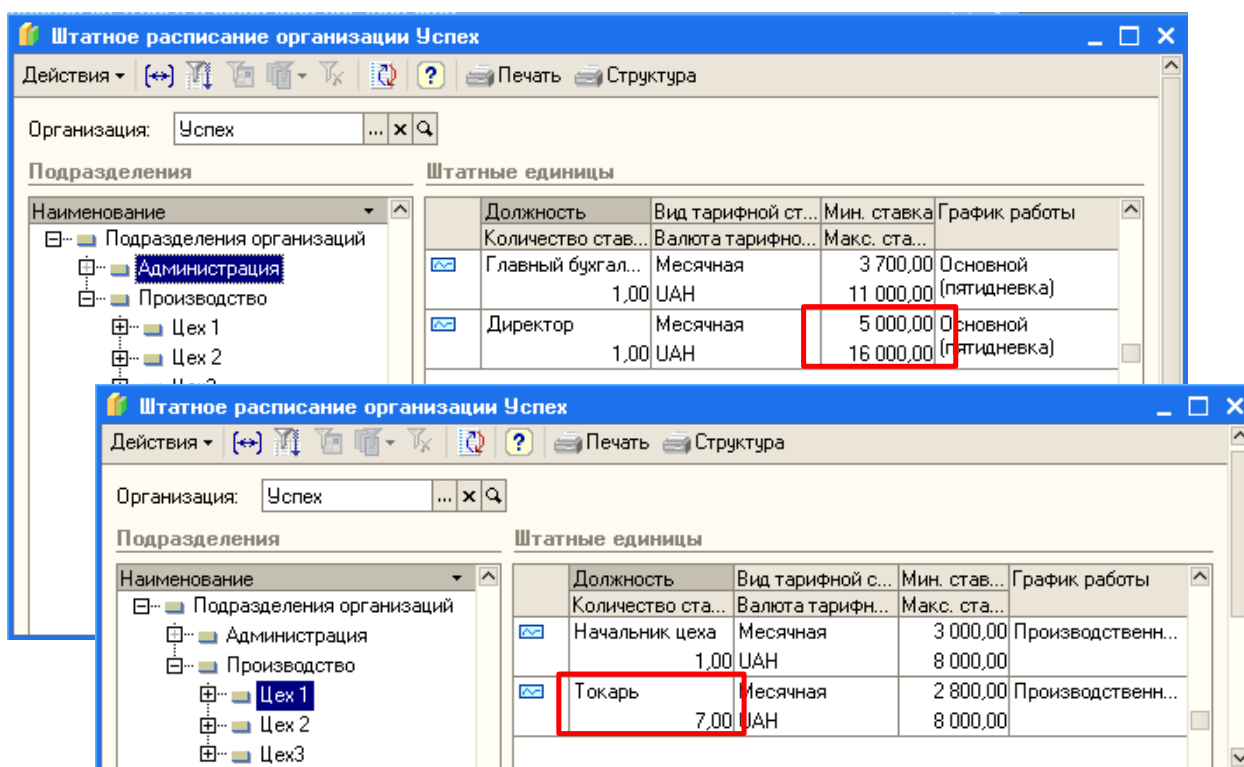 Штатное расписание организации Успех
Действия Печать Структура
Организация: Успех ...
Подразделения Штатные единицы
Наименование Должность Вид тарифной ст... Мин. ставка График работы
Подразделения организаций Количество став... Валюта тарифно... Макс. ста...
Администрация Главный бухгал... Месячная 3 700,00 Основной (пятидневка)
Производство 1,00 UAH 11 000,00
Цех 1 Директор Месячная 5 000,00 Основной (пятидневка)
Цех 2 1,00 UAH 16 000,00
Штатное расписание организации Успех
Действия Печать Структура
Организация: Успех ...
Подразделения Штатные единицы
Наименование Должность Вид тарифной с... Мин. став... График работы
Подразделения организаций Количество ста... Валюта тарифн... Макс. ста...
Администрация Начальник цеха Месячная 3 000,00 Производственн...
Производство 1,00 UAH 8 000,00
Цех 1 Токарь Месячная 2 800,00 Производственн...
Цех 2 7,00 UAH 8 000,00
Цех3